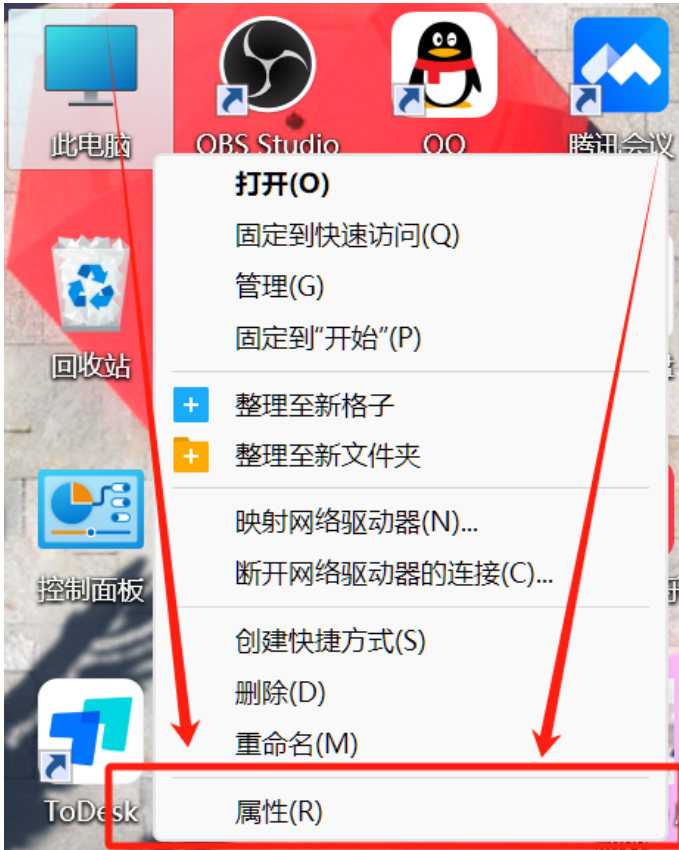 此电脑
OBS Studio
QQ
腾讯会议
打开(O)
固定到快速访问(Q)
管理(G)
固定到“开始”(P)
回收站
整理至新格子
整理至新文件夹
映射网络驱动器(N)...
断开网络驱动器的连接(C)...
控制面板
创建快捷方式(S)
删除(D)
重命名(M)
ToDesk
属性(R)